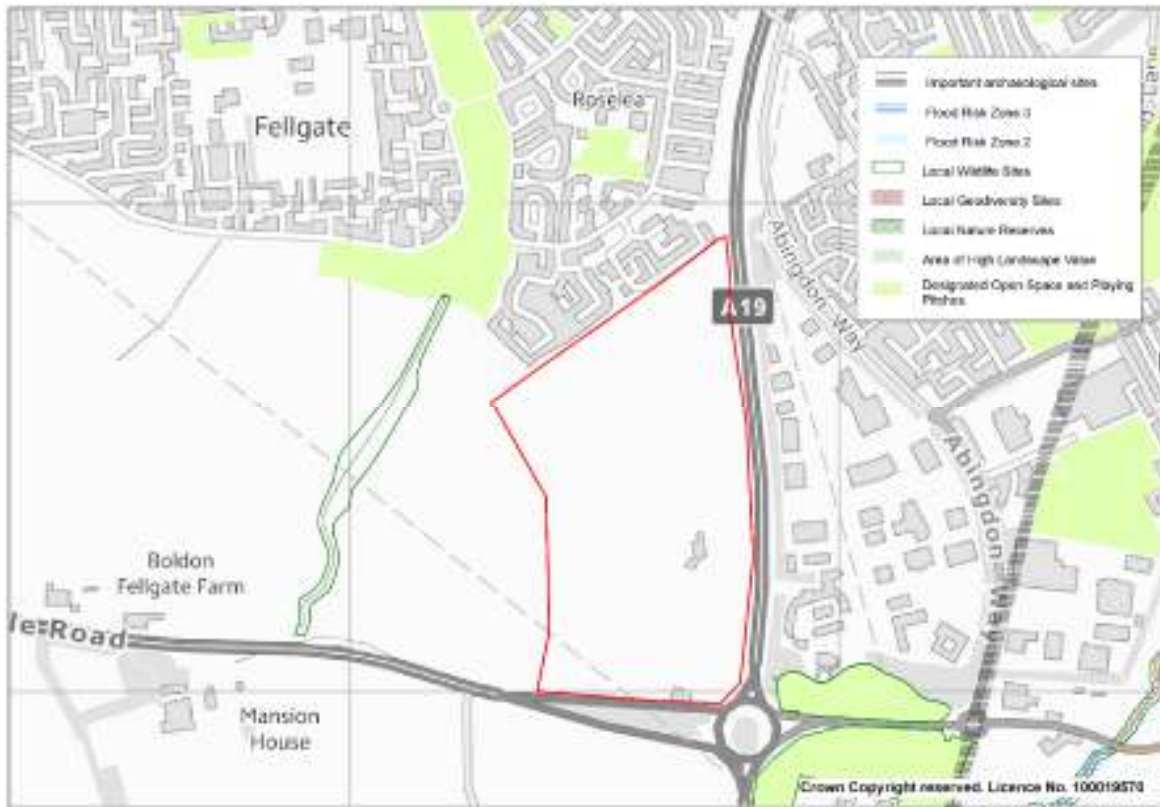 Important archaeological sites
Flood Risk Zone 3
Flood Risk Zone 2
Local Wildlife Sites
Local Geodiversity Sites
Local Nature Reserves
Area of High Landscape Value
Designated Open Space and Playing
Pitches
Fellgate
Roselea
A19
Abingdon Way
Abingdon Way
Boldon
Fellgate Farm
le Road
Mansion
House
Crown Copyright reserved. Licence No. 100019570